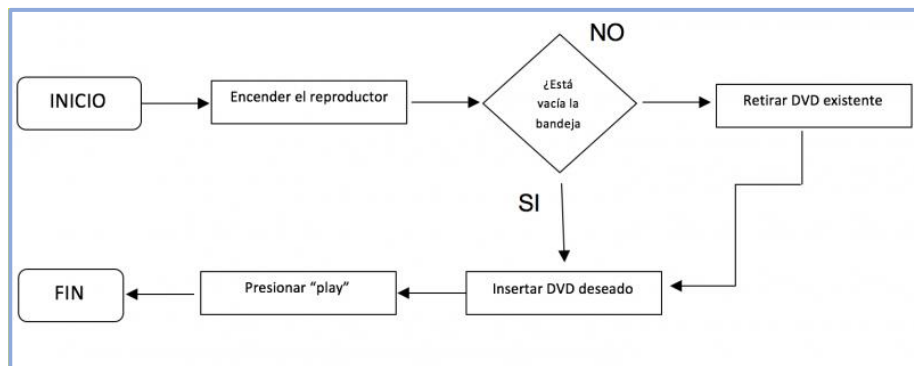 NO
INICIO
Encender el reproductor
¿Está
vacía la
bandeja
Retirar DVD existente
SI
FIN
Presionar “play”
Insertar DVD deseado